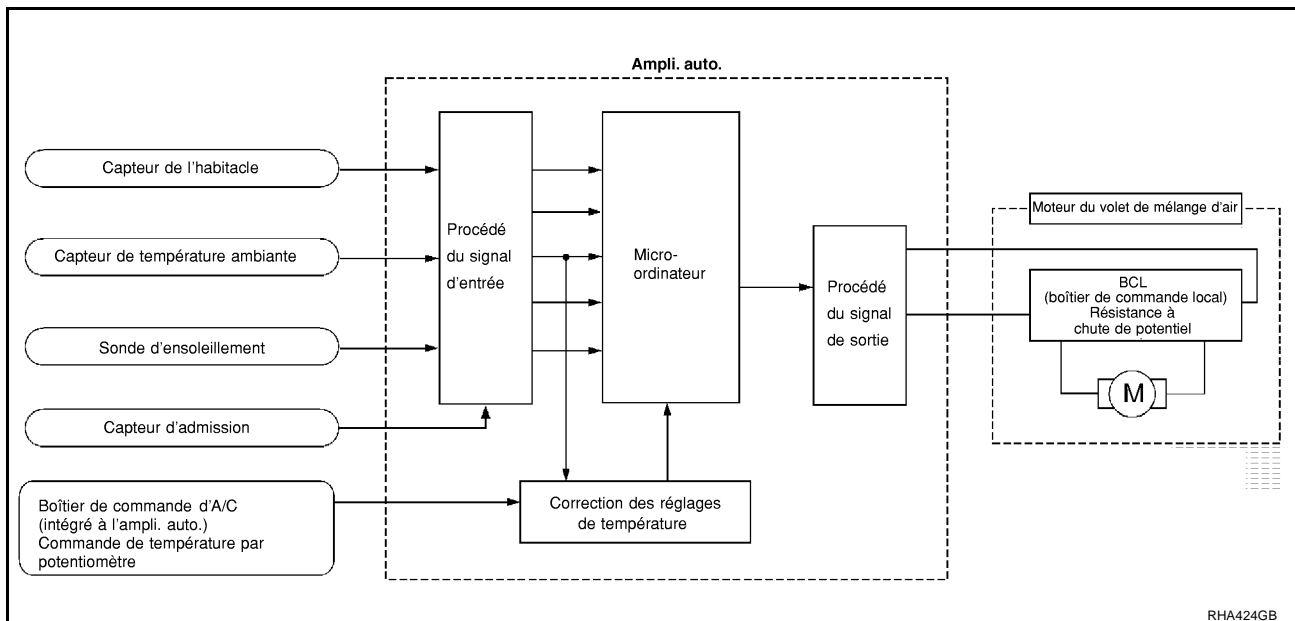 Ampli. auto.
Capteur de l'habitacle
Capteur de température ambiante
Sonde d'ensoleillement
Capteur d'admission
Boîtier de commande d'A/C
(intégré à l'ampli. auto.)
Commande de température par
potentiomètre
Procédé
du signal
d'entrée
Micro-
ordinateur
Correction des réglages
de température
Procédé
du signal
de sortie
Moteur du volet de mélange d'air
BCL
(boîtier de commande local)
Résistance à
chute de potentiel
M
RHA424GB